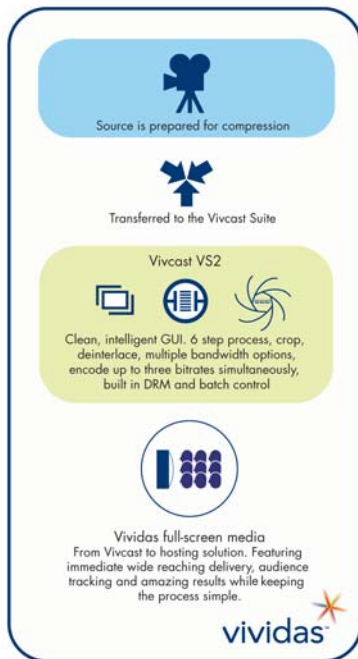 Source is prepared for compression
Transferred to the Vivcast Suite
Vivcast VS2
Clean, intelligent GUI. 6 step process, crop,
deinterlace, multiple bandwidth options,
encode up to three bitrates simultaneously,
built in DRM and batch control
Vividas full-screen media
From Vivcast to hosting solution. Featuring
immediate wide reaching delivery, audience
tracking and amazing results while keeping
the process simple.
vividas™